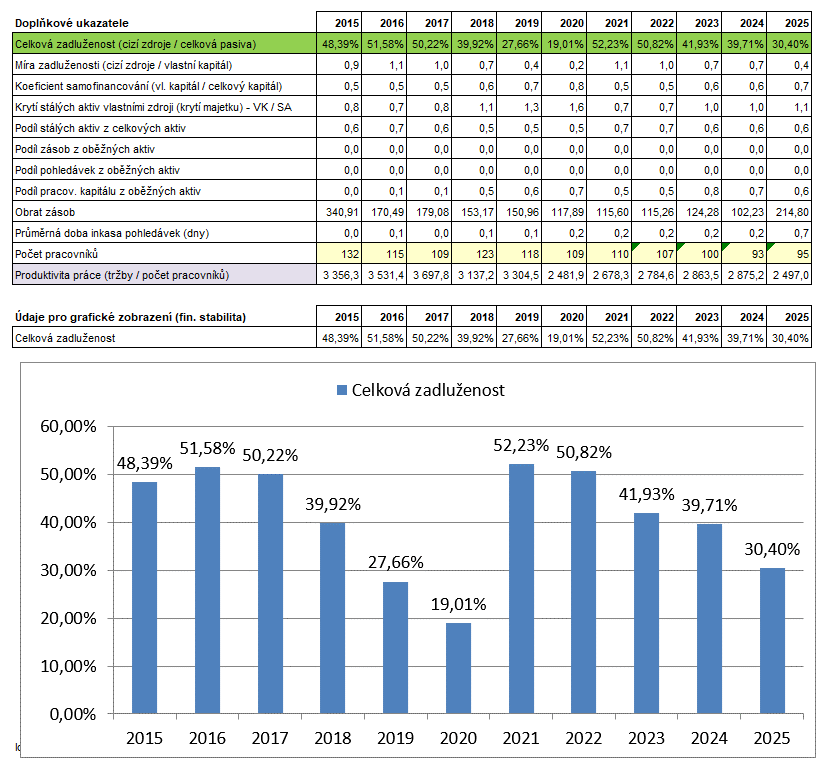 Doplňkové ukazatele 2015 2016 2017 2018 2019 2020 2021 2022 2023 2024 2025
Celková zadluženost (cizí zdroje / celková pasiva) 48,39% 51,58% 50,22% 39,92% 27,66% 19,01% 52,23% 50,82% 41,93% 39,71% 30,40%
Míra zadluženosti (cizí zdroje / vlastní kapitál) 0,9 1,1 1,0 0,7 0,4 0,2 1,1 1,0 0,7 0,7 0,4
Koeficient samofinancování (vl. kapitál / celkový kapitál) 0,5 0,5 0,5 0,6 0,7 0,8 0,5 0,5 0,6 0,6 0,7
Krytí stálých aktiv vlastními zdroji (krytí majetku) - VK / SA 0,8 0,7 0,8 1,1 1,3 1,6 0,7 0,7 1,0 1,0 1,1
Podíl stálých aktiv z celkových aktiv 0,6 0,7 0,6 0,5 0,5 0,5 0,7 0,7 0,6 0,6 0,6
Podíl zásob z oběžných aktiv 0,0 0,0 0,0 0,0 0,0 0,0 0,0 0,0 0,0 0,0 0,0
Podíl pohledávek z oběžných aktiv 0,0 0,0 0,0 0,0 0,0 0,0 0,0 0,0 0,0 0,0 0,0
Podíl pracov. kapitálu z oběžných aktiv 0,0 0,1 0,1 0,5 0,6 0,7 0,5 0,5 0,8 0,7 0,6
Obrat zásob 340,91 170,49 179,08 153,17 150,96 117,89 115,60 115,26 124,28 102,23 214,80
Průměrná doba inkasa pohledávek (dny) 0,0 0,1 0,0 0,0 0,1 0,2 0,2 0,2 0,2 0,2 0,7
Počet pracovníků 132 115 109 123 118 109 110 107 100 93 95
Produktivita práce (tržby / počet pracovníků) 3 356,3 3 531,4 3 697,8 3 137,2 3 304,5 2 481,9 2 678,3 2 784,6 2 863,5 2 875,2 2 497,0
Údaje pro grafické zobrazení (fin. stabilita) 2015 2016 2017 2018 2019 2020 2021 2022 2023 2024 2025
Celková zadluženost 48,39% 51,58% 50,22% 39,92% 27,66% 19,01% 52,23% 50,82% 41,93% 39,71% 30,40%
Celková zadluženost
60,00%
50,00%
40,00%
30,00%
20,00%
10,00%
0,00%
48,39% 51,58% 50,22% 39,92% 27,66% 19,01% 52,23% 50,82% 41,93% 39,71% 30,40%
2015 2016 2017 2018 2019 2020 2021 2022 2023 2024 2025